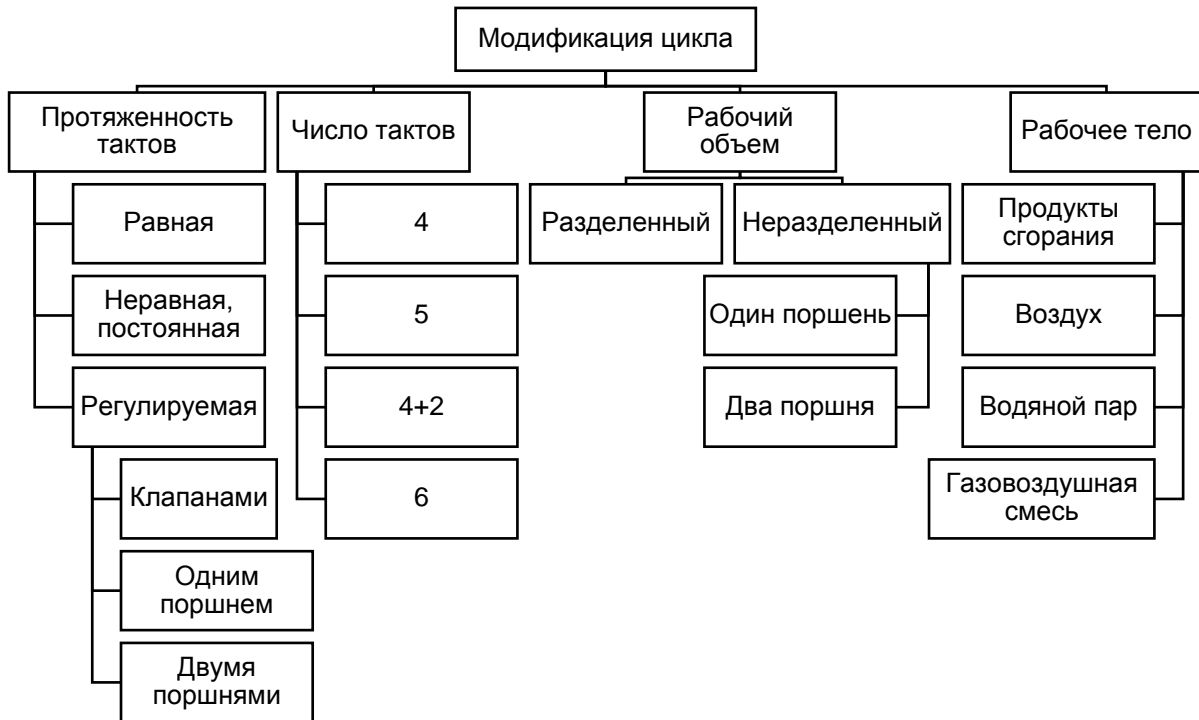 Модификация цикла
Протяженность
тактов
Число тактов
Рабочий
объем
Рабочее тело
Равная
Неравная,
постоянная
Регулируемая
Клапанами
Одним
поршнем
Двумя
поршнями
4
5
4+2
6
Разделенный
Неразделенный
Один поршень
Два поршня
Продукты
сгорания
Воздух
Водяной пар
Газовоздушная
смесь